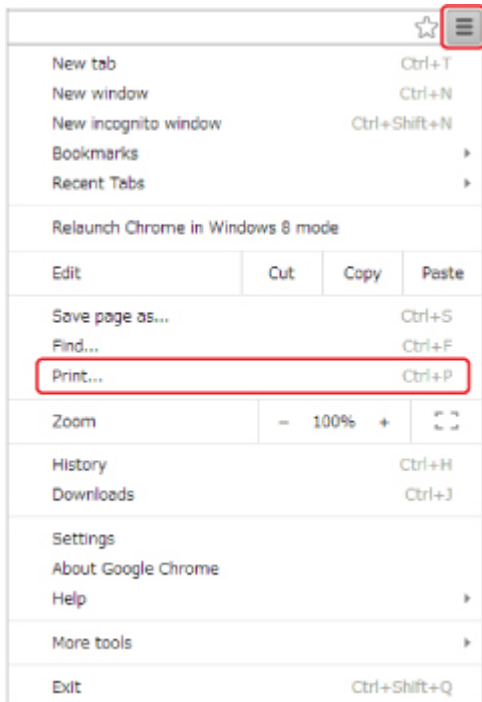 New tab Ctrl+T
New window Ctrl+N
New incognito window Ctrl+Shift+N
Bookmarks
Recent Tabs
Relaunch Chrome in Windows 8 mode
Edit Cut Copy Paste
Save page as... Ctrl+S
Find... Ctrl+F
Print... Ctrl+P
Zoom − 100% +
History Ctrl+H
Downloads Ctrl+J
Settings
About Google Chrome
Help
More tools
Exit Ctrl+Shift+Q